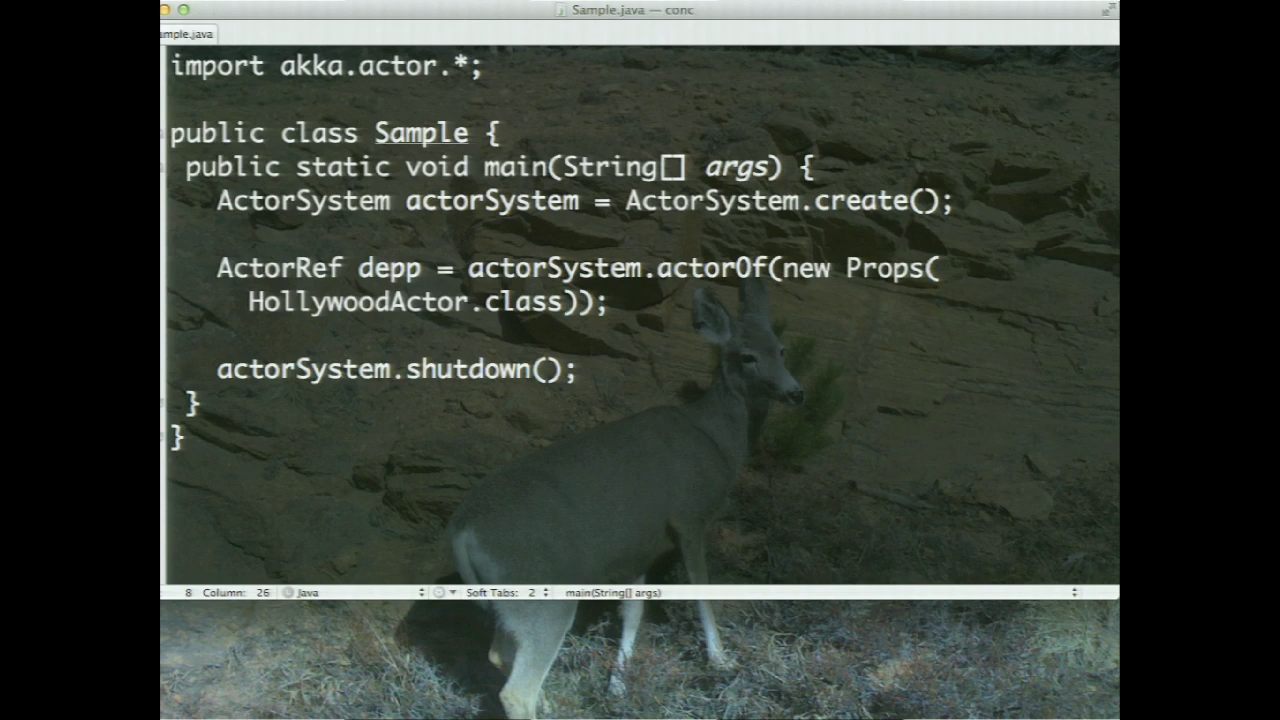 Sample.java — conc
mple.java
import akka.actor.*;
public class Sample {
public static void main(String[] args) {
ActorSystem actorSystem = ActorSystem.create();
ActorRef depp = actorSystem.actorOf(new Props(
HollywoodActor.class));
actorSystem.shutdown();
}
}
8 Column: 26 Java Soft Tabs: 2 main(String[] args)